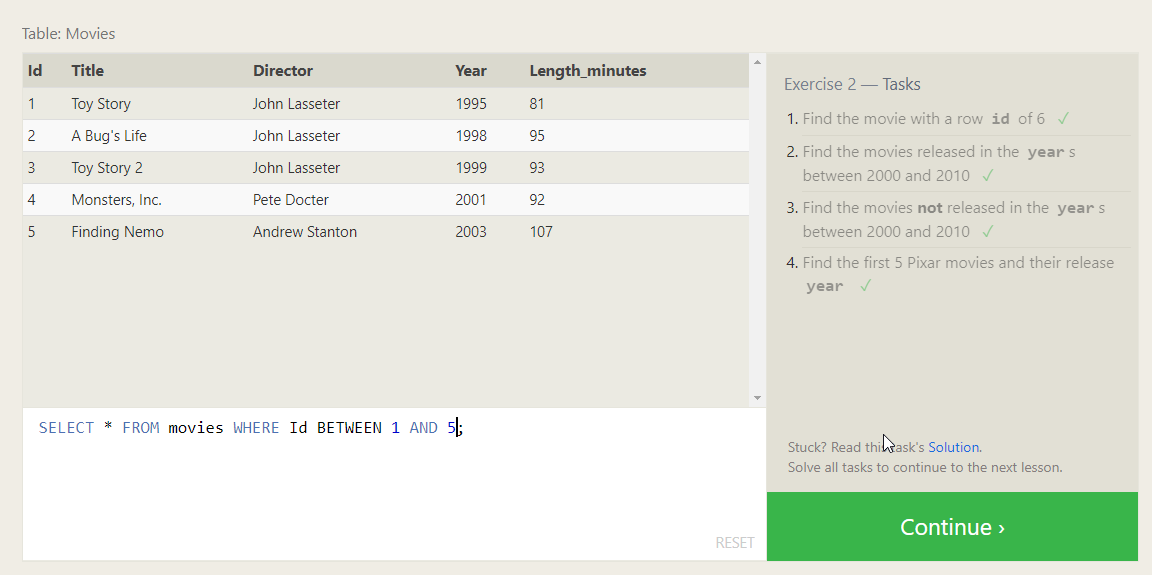 Table: Movies
Id Title Director Year Length_minutes
1 Toy Story John Lasseter 1995 81
2 A Bug's Life John Lasseter 1998 95
3 Toy Story 2 John Lasseter 1999 93
4 Monsters, Inc. Pete Docter 2001 92
5 Finding Nemo Andrew Stanton 2003 107
SELECT * FROM movies WHERE Id BETWEEN 1 AND 5;
RESET
Exercise 2 — Tasks
1. Find the movie with a row id of 6 ✓
2. Find the movies released in the year s
between 2000 and 2010 ✓
3. Find the movies not released in the year s
between 2000 and 2010 ✓
4. Find the first 5 Pixar movies and their release
year ✓
Stuck? Read this task's Solution.
Solve all tasks to continue to the next lesson.
Continue ›